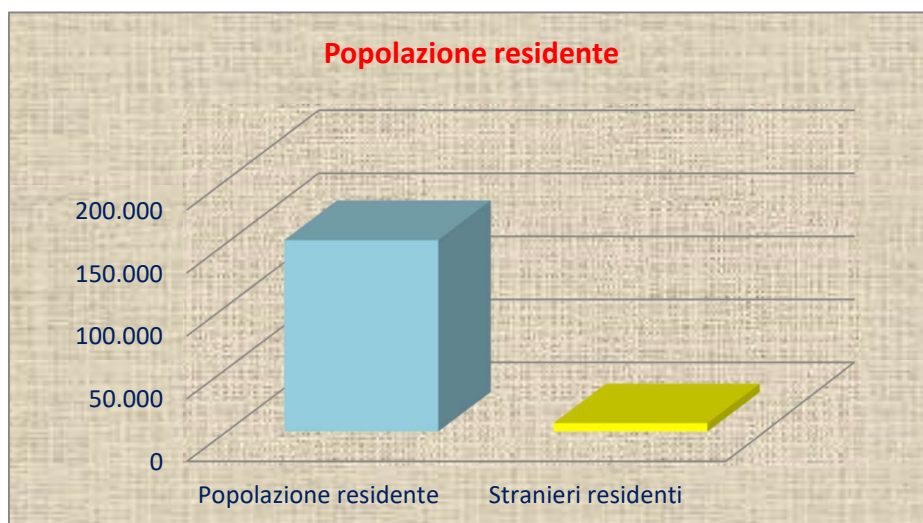 Popolazione residente
200.000
150.000
100.000
50.000
0
Popolazione residente
Stranieri residenti